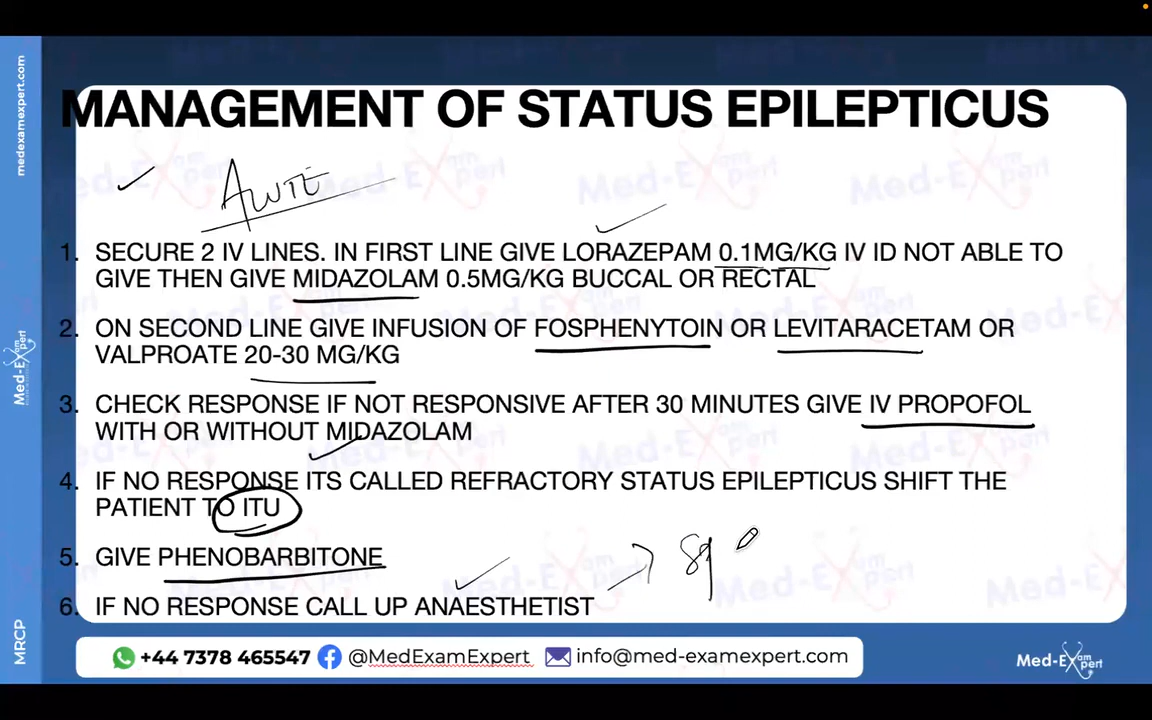 medexamexpert.com
MANAGEMENT OF STATUS EPILEPTICUS
ACUTE
1. SECURE 2 IV LINES. IN FIRST LINE GIVE LORAZEPAM 0.1MG/KG IV ID NOT ABLE TO
GIVE THEN GIVE MIDAZOLAM 0.5MG/KG BUCCAL OR RECTAL
2. ON SECOND LINE GIVE INFUSION OF FOSPHENYTOIN OR LEVITARACETAM OR
VALPROATE 20-30 MG/KG
3. CHECK RESPONSE IF NOT RESPONSIVE AFTER 30 MINUTES GIVE IV PROPOFOL
WITH OR WITHOUT MIDAZOLAM
4. IF NO RESPONSE ITS CALLED REFRACTORY STATUS EPILEPTICUS SHIFT THE
PATIENT TO ITU
5. GIVE PHENOBARBITONE
6. IF NO RESPONSE CALL UP ANAESTHETIST
Med-Expert
MRCP
+44 7378 465547 @MedExamExpert info@med-examexpert.com
Med-Exam Expert